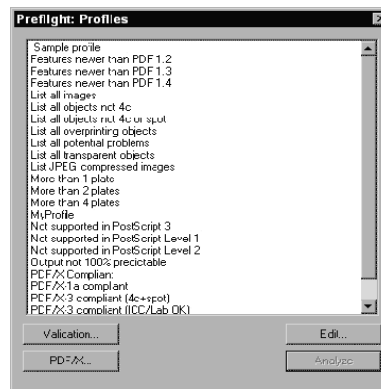 Preflight: Profiles
Sample profile
Features newer than PDF 1.2
Features newer than PDF 1.3
Features newer than PDF 1.4
List all images
List all objects not 4c
List all objects not 4c or spot
List all overprinting objects
List all potential problems
List all transparent objects
List JPEG compressed images
More than 1 plate
More than 2 plates
More than 4 plates
MyProfile
Not supported in PostScript 3
Not supported in PostScript Level 1
Not supported in PostScript Level 2
Output not 100% predictable
PDF/X Compliant
PDF/X-1a compliant
PDF/X-3 compliant (4c+spot)
PDF/X-3 compliant (ICC/Lab OK)
Validation... Edit...
PDF/X... Analyze